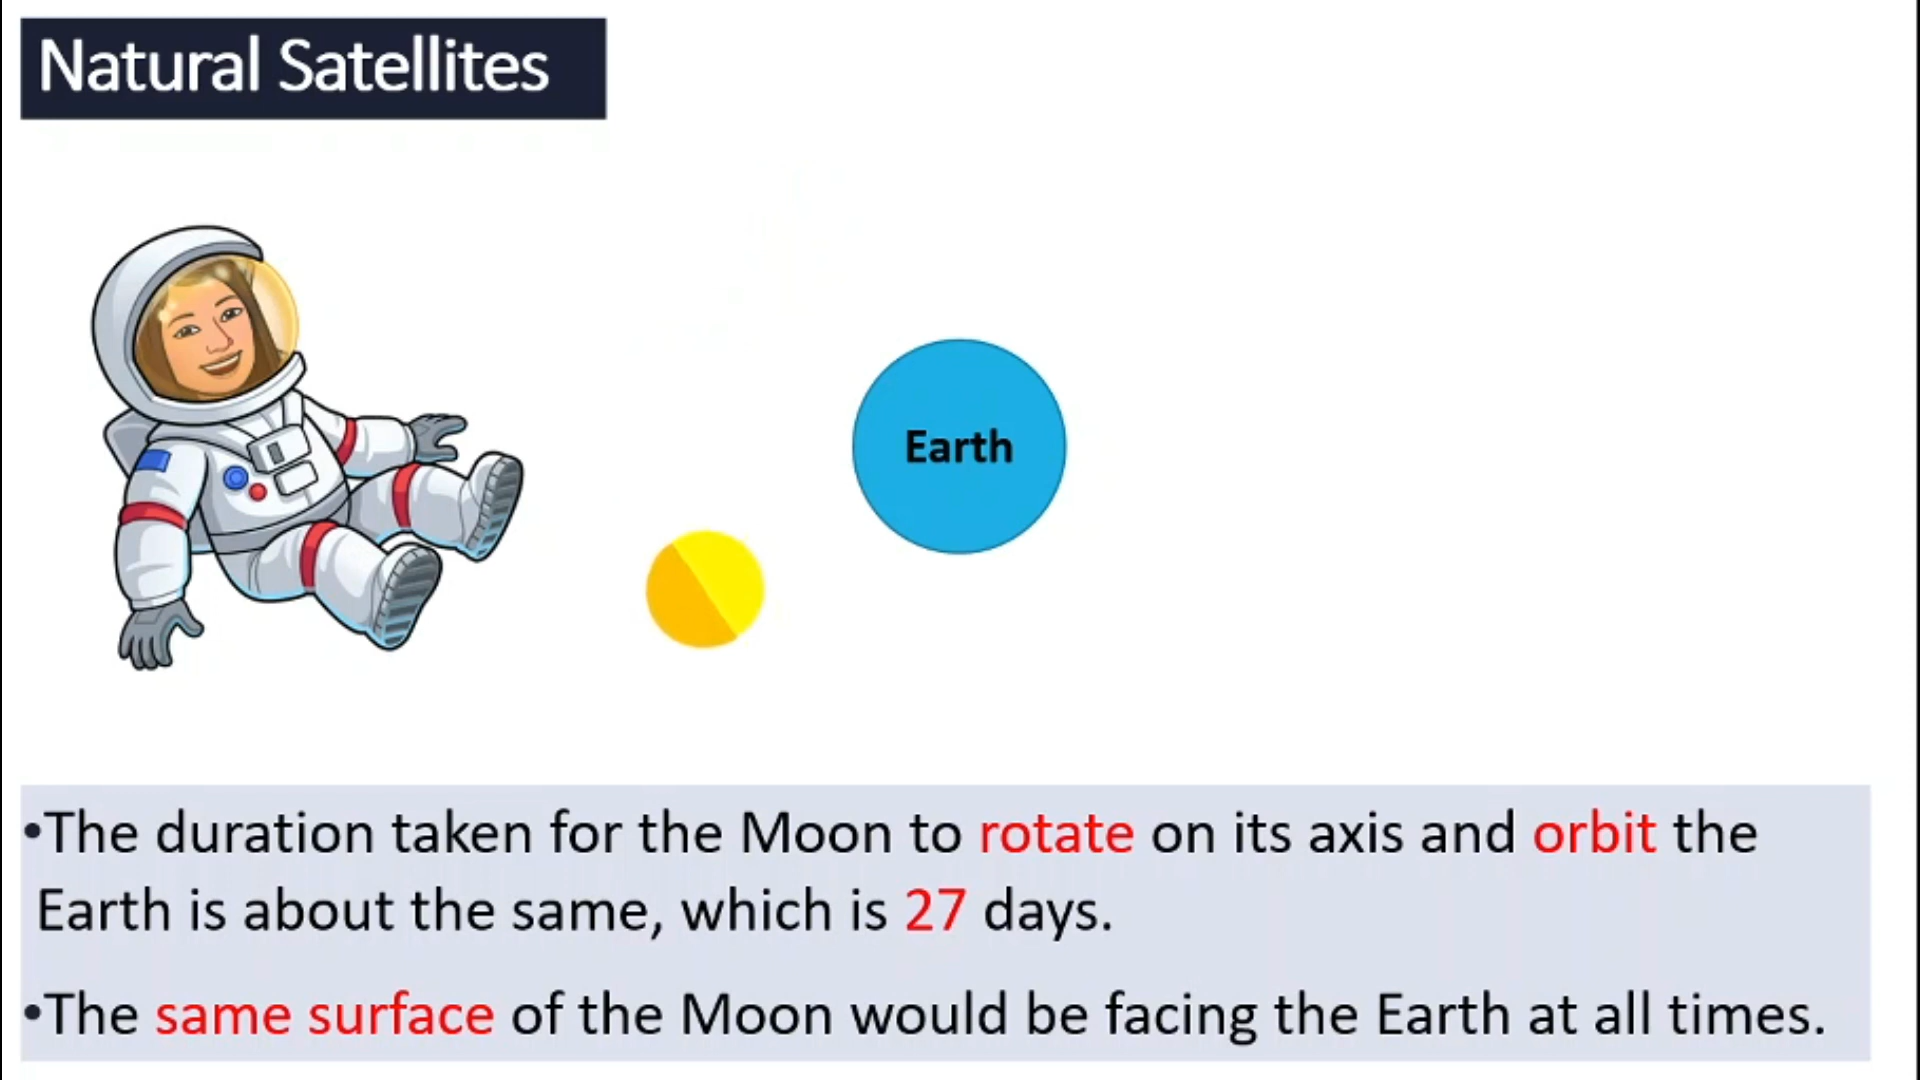 Natural Satellites
Earth
•The duration taken for the Moon to rotate on its axis and orbit the
Earth is about the same, which is 27 days.
•The same surface of the Moon would be facing the Earth at all times.